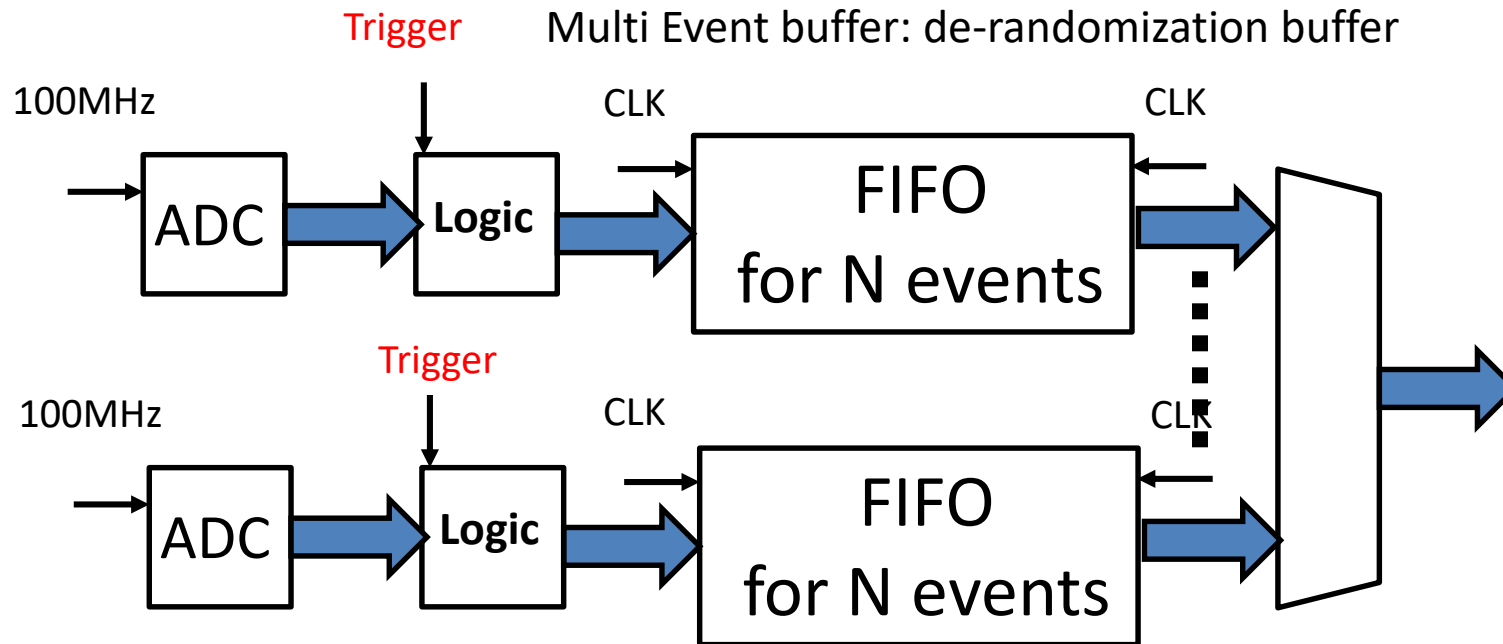 Trigger
Multi Event buffer: de-randomization buffer
100MHz
CLK
CLK
ADC
Logic
FIFO
for N events
Trigger
100MHz
CLK
CLK
ADC
Logic
FIFO
for N events